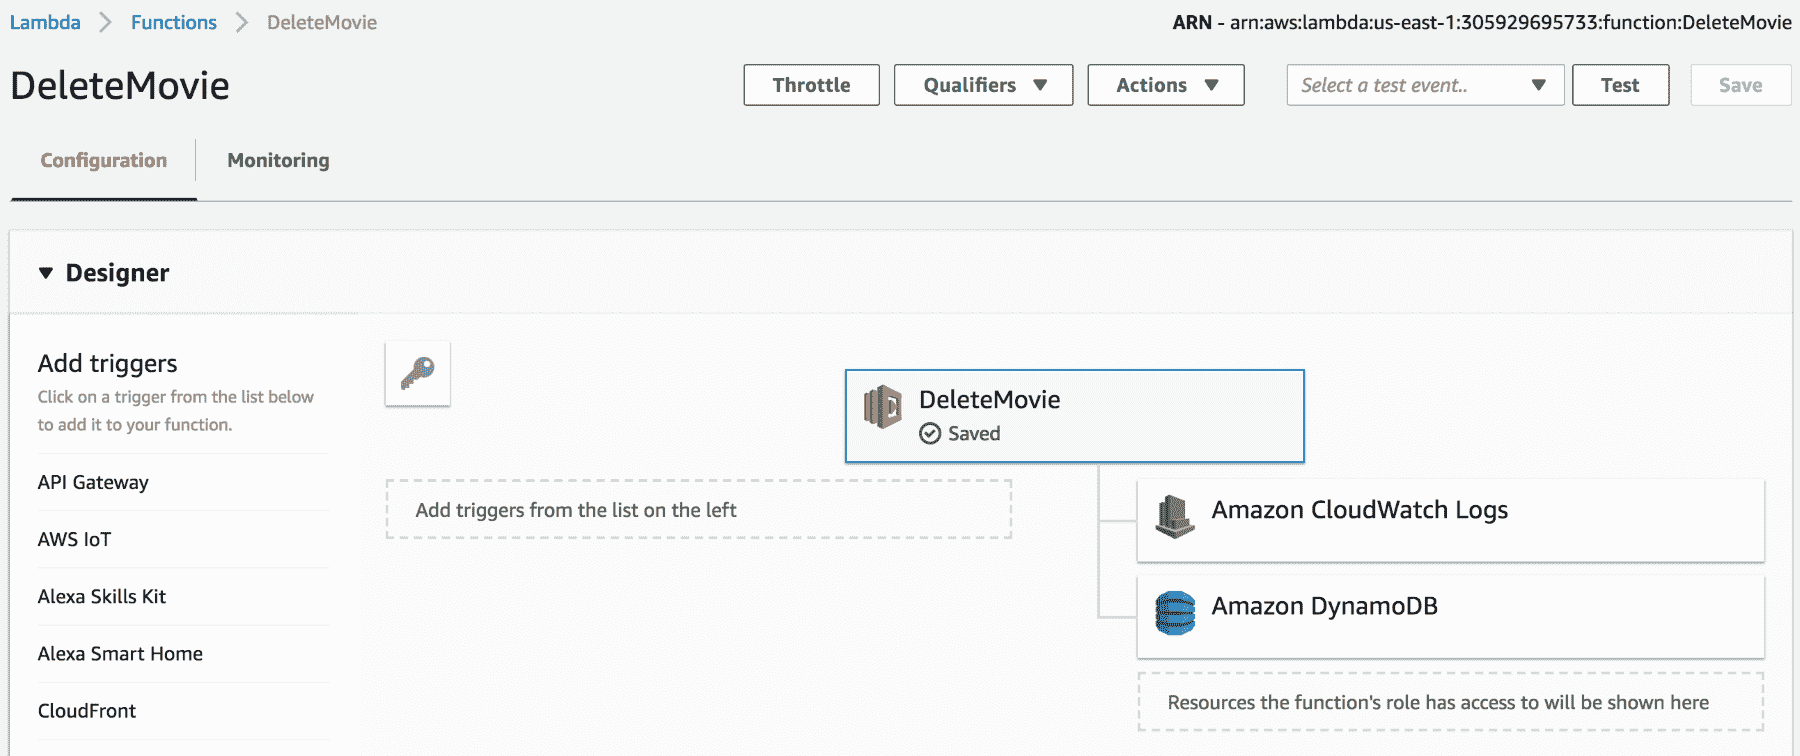 Lambda Functions DeleteMovie
ARN - arn:aws:lambda:us-east-1:305929695733:function:DeleteMovie
DeleteMovie
Throttle
Qualifiers
Actions
Select a test event..
Test
Save
Configuration
Monitoring
Designer
Add triggers
Click on a trigger from the list below
to add it to your function.
API Gateway
AWS IoT
Alexa Skills Kit
Alexa Smart Home
CloudFront
DeleteMovie
Saved
Add triggers from the list on the left
Amazon CloudWatch Logs
Amazon DynamoDB
Resources the function's role has access to will be shown here